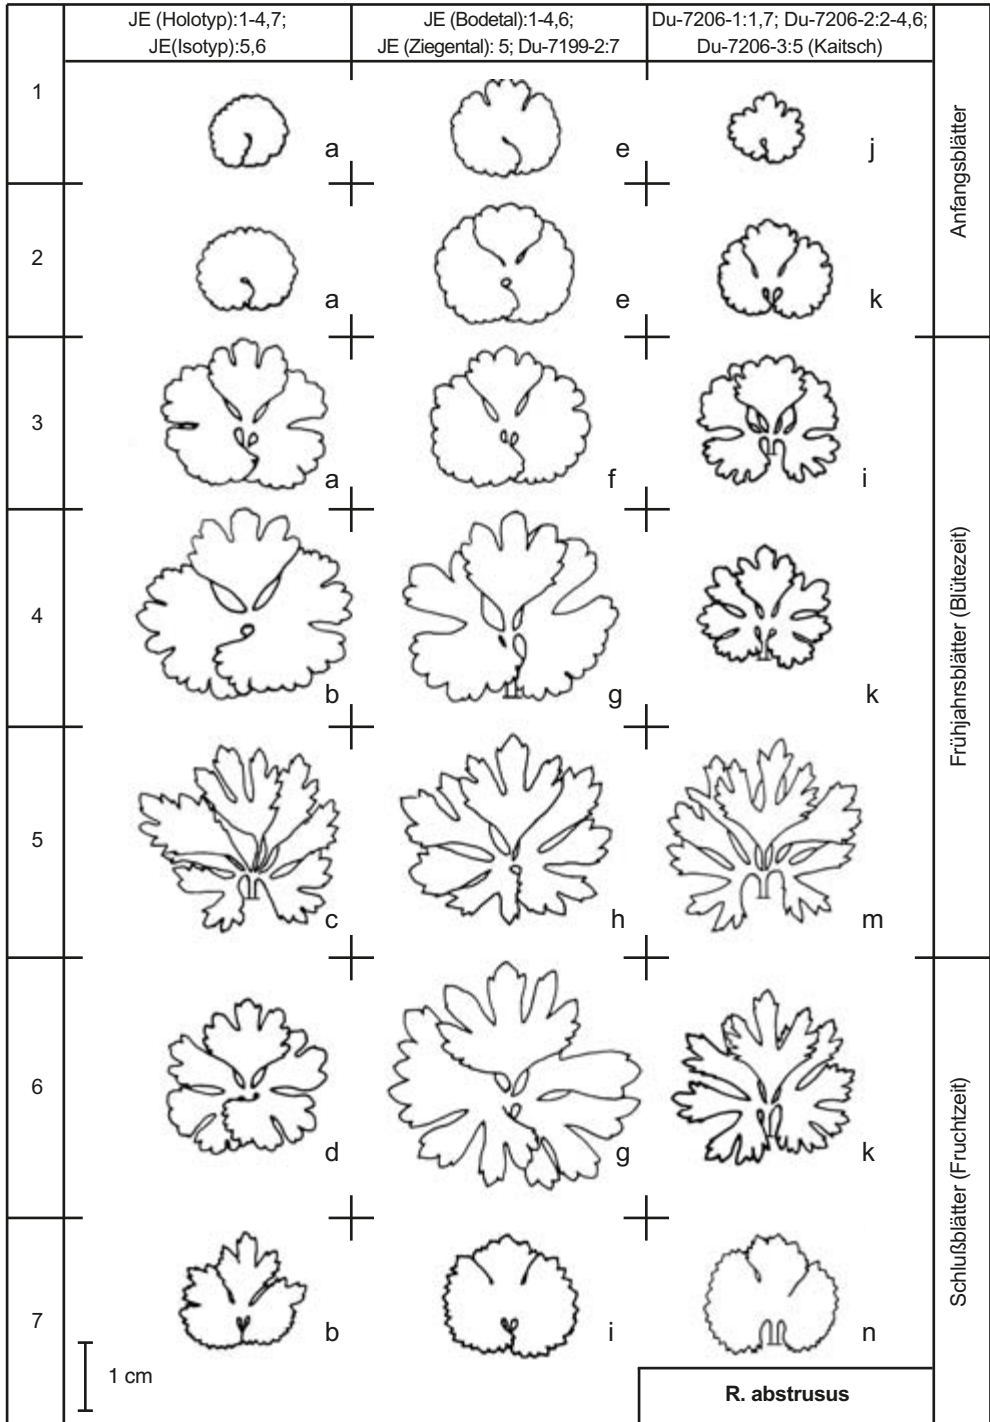 JE (Holotyp):1-4,7;
JE(Isotyp):5,6
JE (Bodetal):1-4,6;
JE (Ziegental): 5; Du-7199-2:7
Du-7206-1:1,7; Du-7206-2:2-4,6;
Du-7206-3:5 (Kaitsch)
1
a
e
j
Anfangsblätter
2
a
e
k
3
a
f
i
Frühjahrsblätter (Blütezeit)
4
b
g
k
5
c
h
m
6
d
g
k
Schlußblätter (Fruchtzeit)
7
b
i
n
1 cm
R. abstrusus